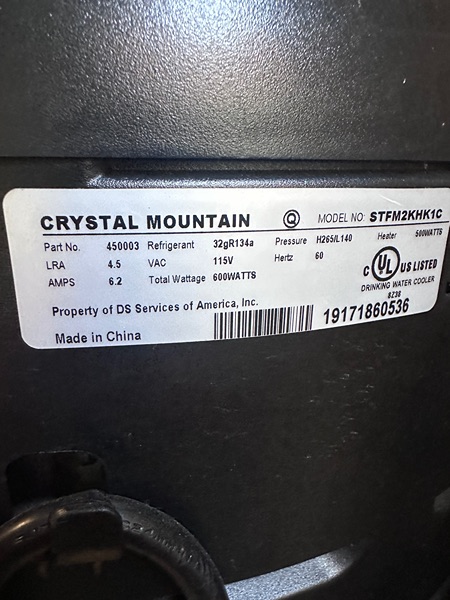 CRYSTAL MOUNTAIN Q MODEL NO: STFM2KHK1C
Part No. 450003 Refrigerant 32gR134a Pressure H265/L140 Heater 500WATTS
LRA 4.5 VAC 115V Hertz 60
AMPS 6.2 Total Wattage 600WATTS
C UL US LISTED
DRINKING WATER COOLER
8Z38
Property of DS Services of America, Inc.
19171860536
Made in China